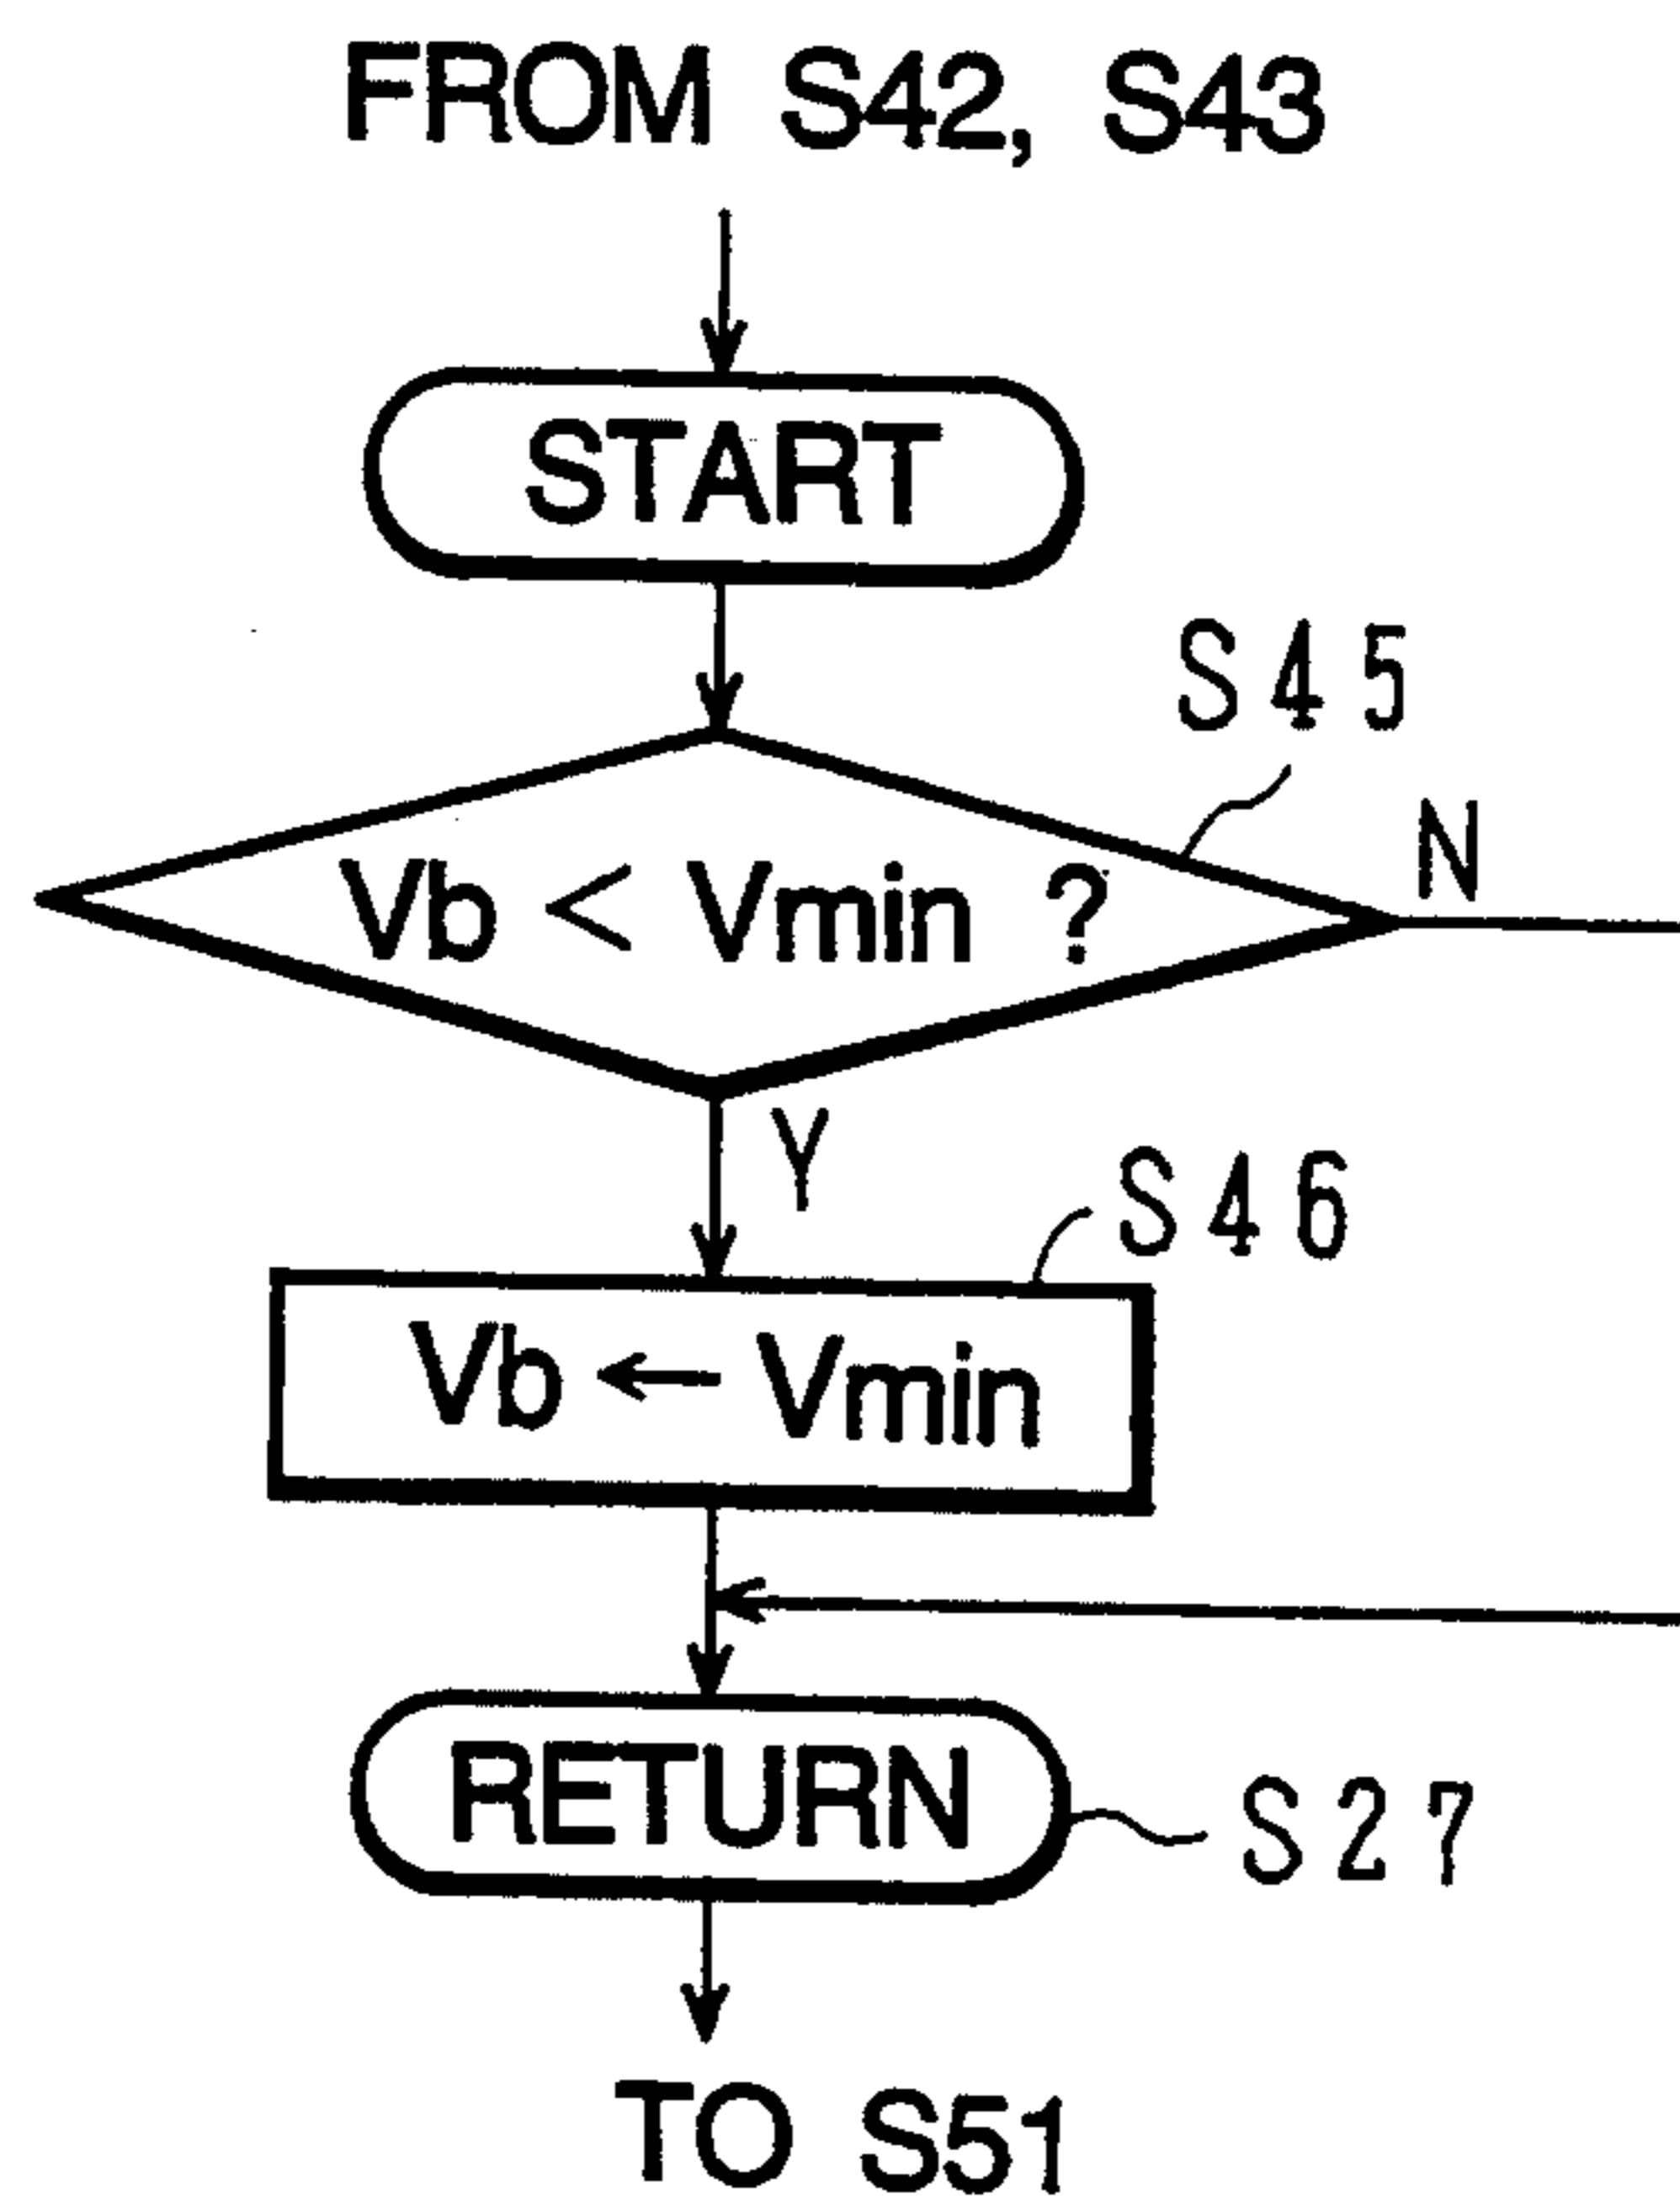 FROM S42, S43
START
S45
Vb < Vmin ?
N
Y
S46
Vb ← Vmin
RETURN
S27
TO S51